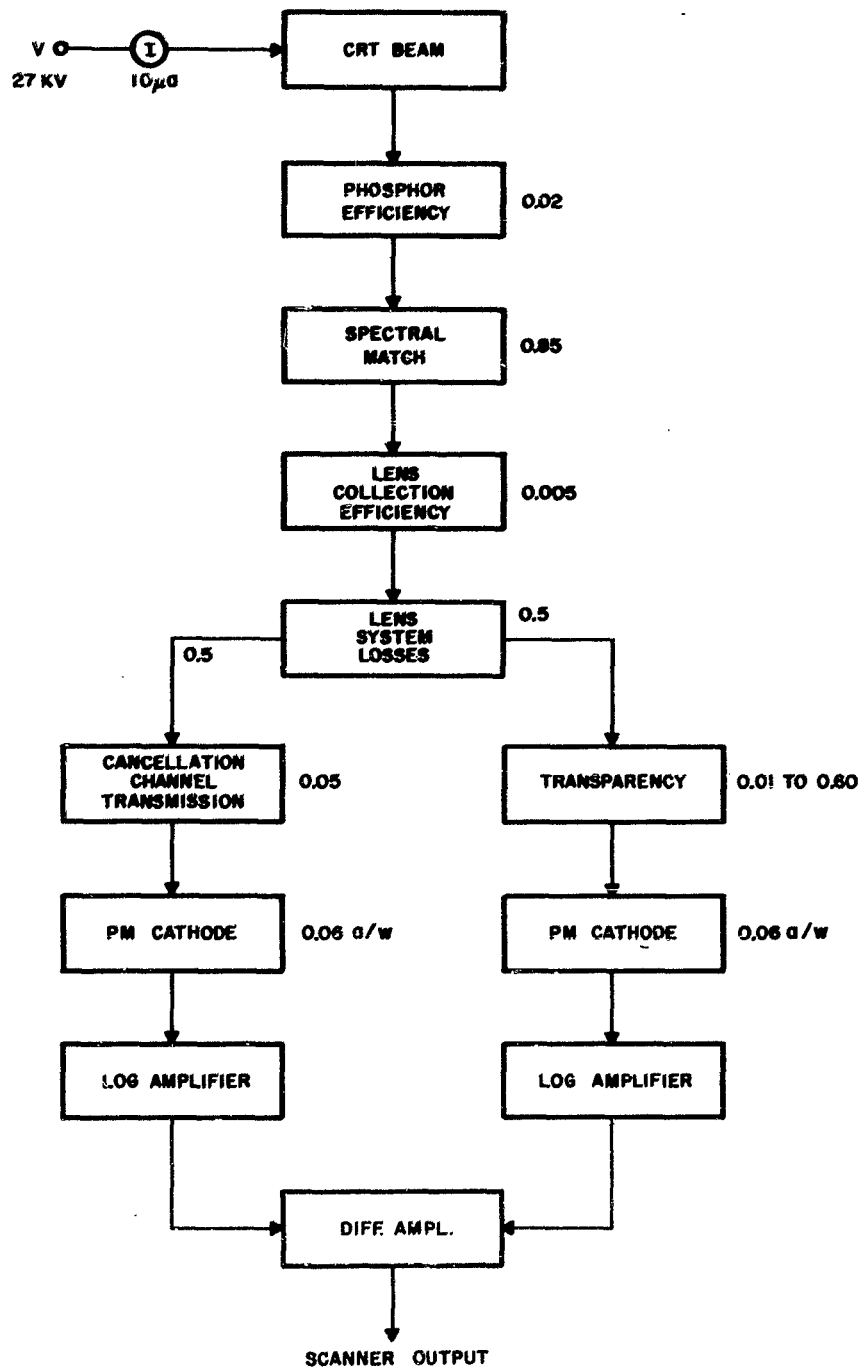 V
27 KV
I
10μa
CRT BEAM
PHOSPHOR
EFFICIENCY
0.02
SPECTRAL
MATCH
0.85
LENS
COLLECTION
EFFICIENCY
0.005
LENS
SYSTEM
LOSSES
0.5
0.5
CANCELLATION
CHANNEL
TRANSMISSION
0.05
TRANSPARENCY
0.01 TO 0.60
PM CATHODE
0.06 a/w
PM CATHODE
0.06 a/w
LOG AMPLIFIER
LOG AMPLIFIER
DIFF. AMPL.
SCANNER OUTPUT